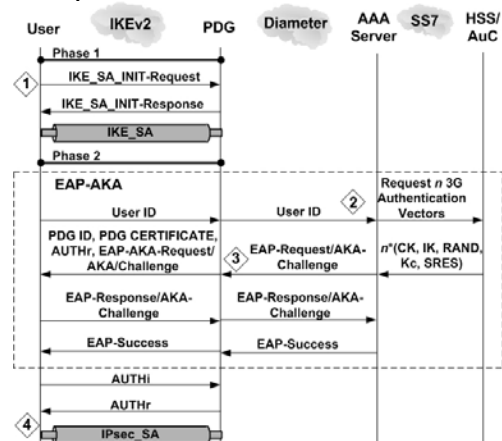 User
IKEv2
PDG
Diameter
AAA
Server
SS7
HSS/
AuC
Phase 1
1
IKE_SA_INIT-Request
IKE_SA_INIT-Response
IKE_SA
Phase 2
EAP-AKA
User ID
User ID
2
Request n 3G
Authentication
Vectors
PDG ID, PDG CERTIFICATE,
AUTHr, EAP-AKA-Request/
AKA/Challenge
3
EAP-Request/AKA-
Challenge
n*(CK, IK, RAND,
Kc, SRES)
EAP-Response/AKA-
Challenge
EAP-Response/AKA-
Challenge
EAP-Success
EAP-Success
AUTHi
AUTHr
4
IPsec_SA